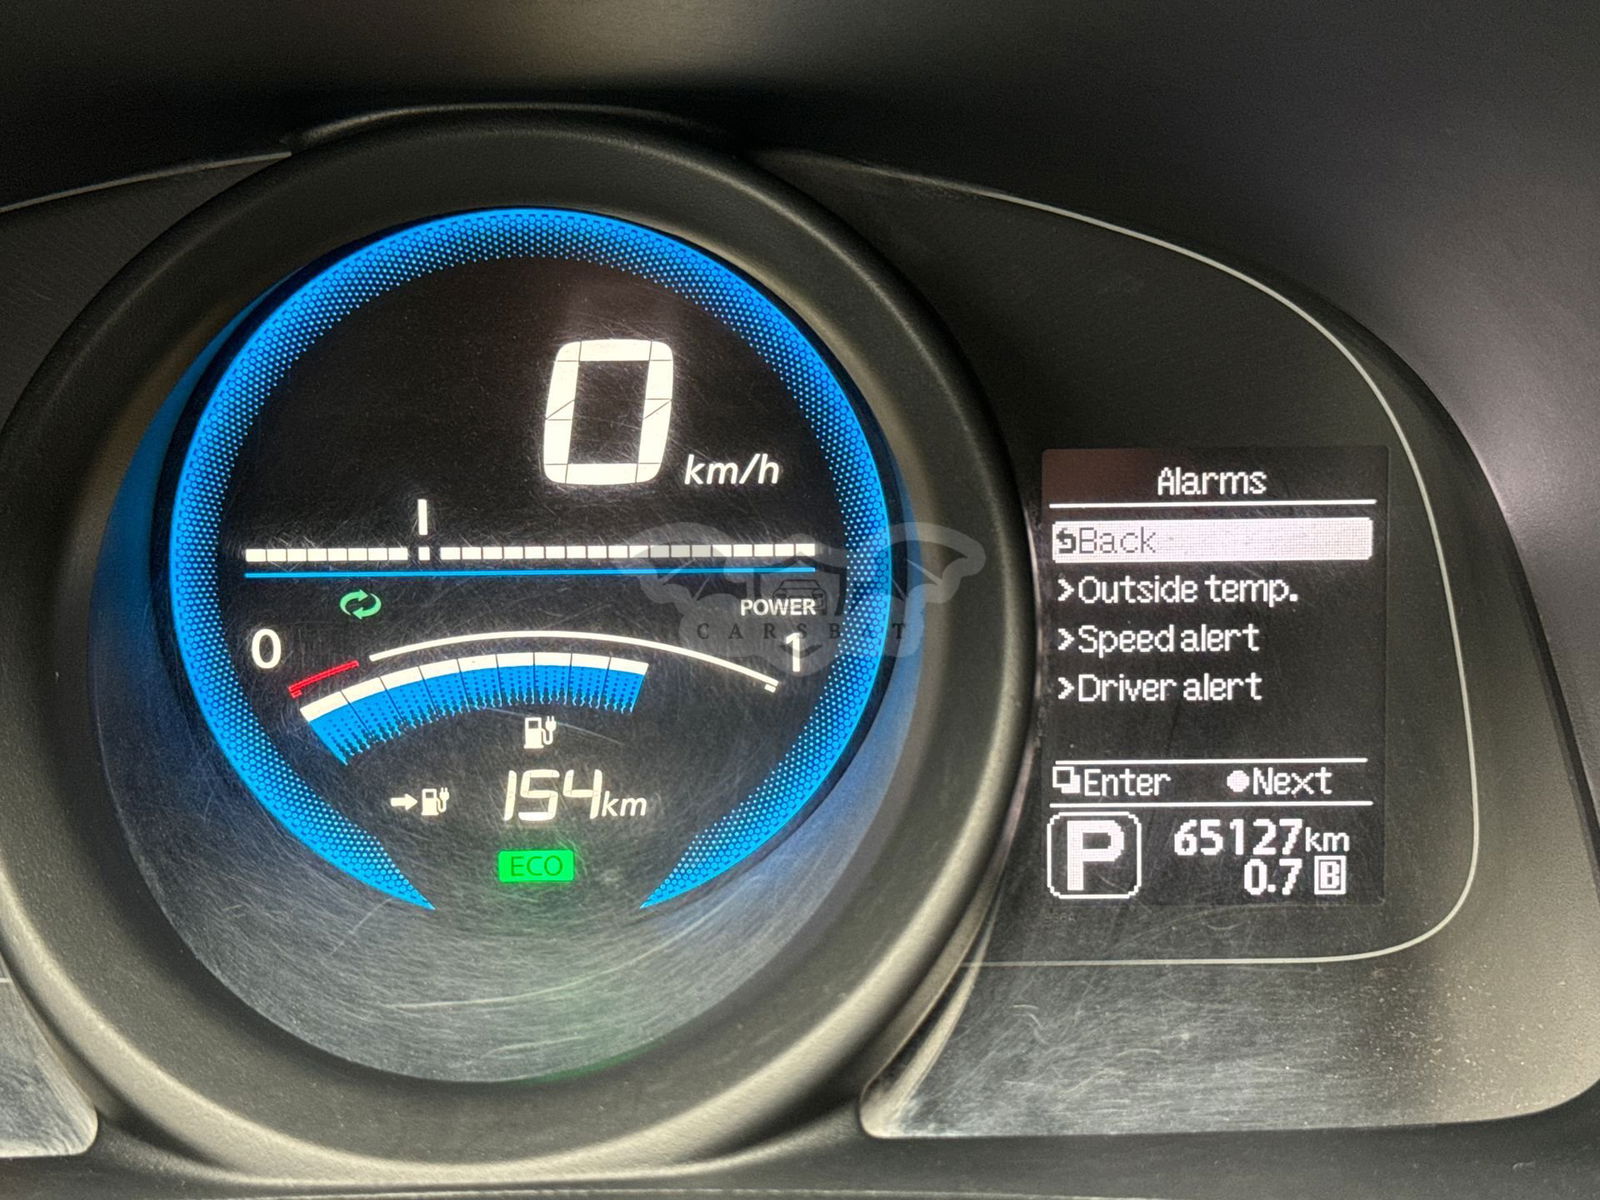 0
km/h
POWER
0
1
154km
ECO
CARSBAT
Alarms
Back
>Outside temp.
>Speed alert
>Driver alert
Enter Next
P
65127km
0.7 B